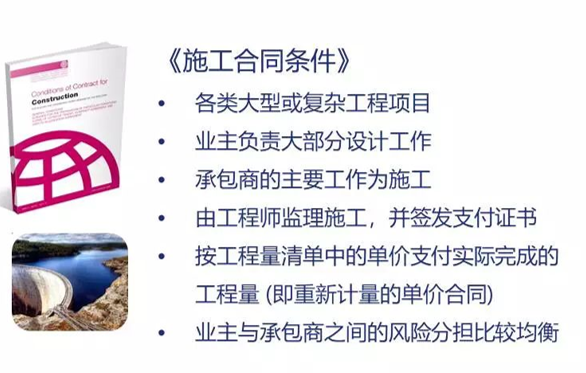 Conditions of Contract for
Construction
《施工合同条件》
• 各类大型或复杂工程项目
• 业主负责大部分设计工作
• 承包商的主要工作为施工
• 由工程师监理施工，并签发支付证书
• 按工程量清单中的单价支付实际完成的
工程量 (即重新计量的单价合同)
• 业主与承包商之间的风险分担比较均衡